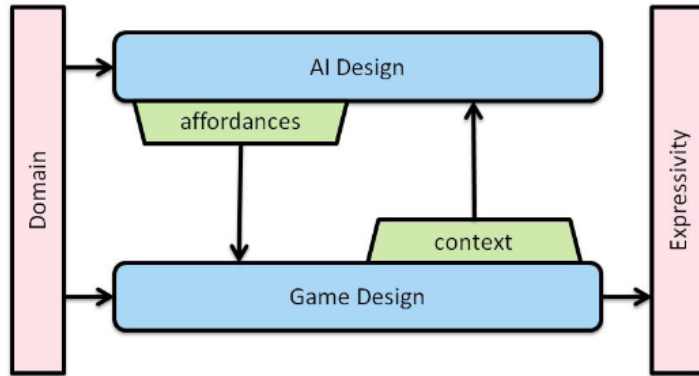 Domain
AI Design
affordances
context
Game Design
Expressivity